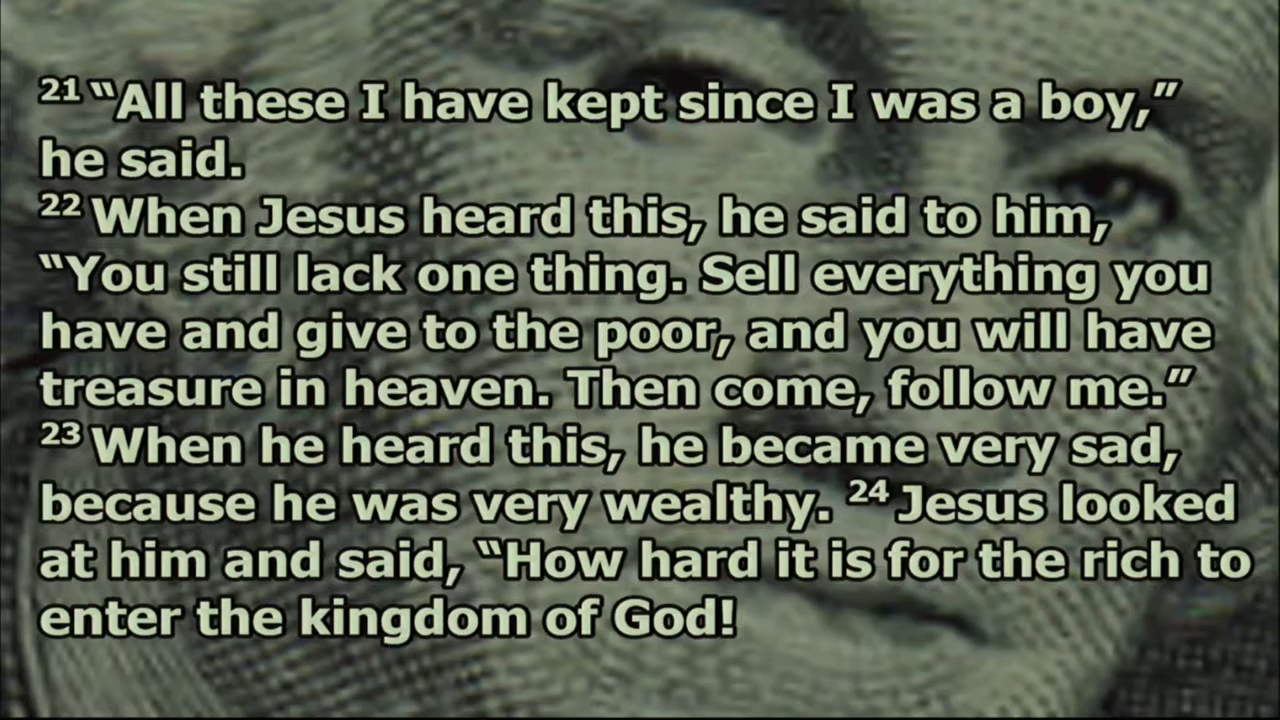 21 “All these I have kept since I was a boy,”
he said.
22 When Jesus heard this, he said to him,
“You still lack one thing. Sell everything you
have and give to the poor, and you will have
treasure in heaven. Then come, follow me.”
23 When he heard this, he became very sad,
because he was very wealthy. 24 Jesus looked
at him and said, “How hard it is for the rich to
enter the kingdom of God!